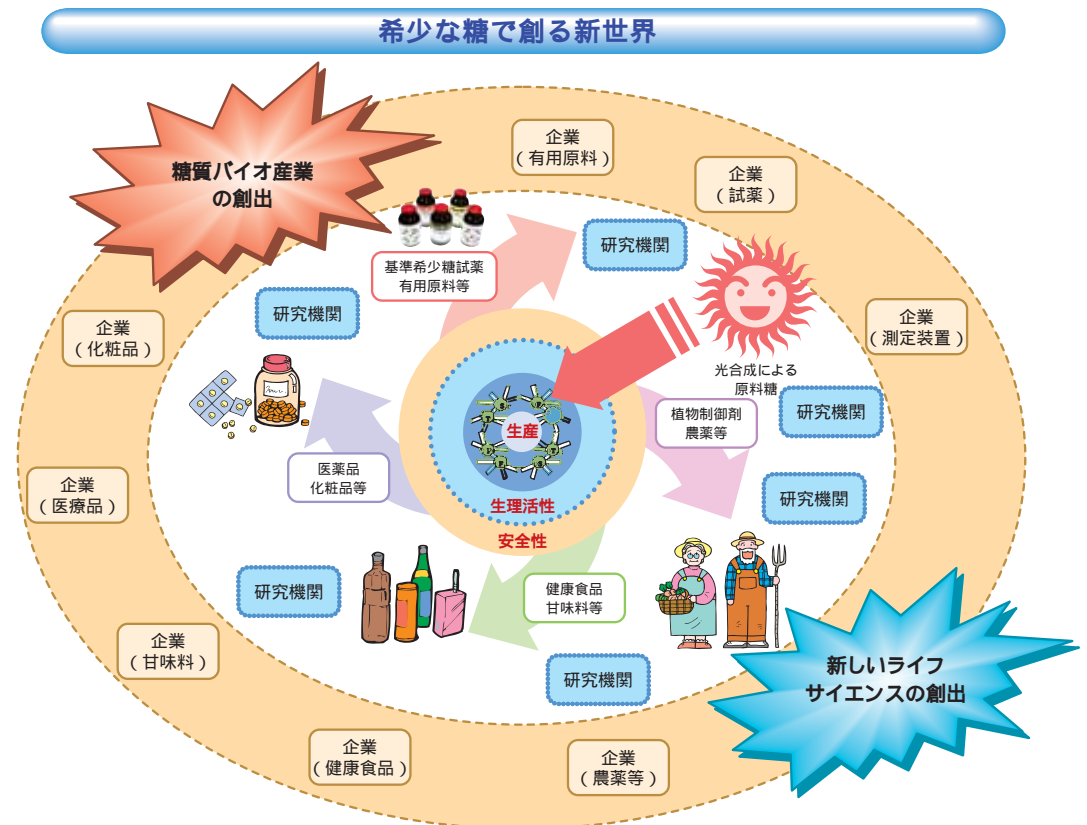 希少な糖で創る新世界
糖質バイオ産業
の創出
企業
（有用原料）
企業
（試薬）
研究機関
基準希少糖試薬
有用原料等
研究機関
企業
（化粧品）
企業
（測定装置）
光合成による
原料糖
研究機関
植物制御剤
農薬等
生産
医薬品
化粧品等
企業
（医療品）
研究機関
生理活性
安全性
研究機関
健康食品
甘味料等
企業
（甘味料）
研究機関
新しいライフ
サイエンスの創出
企業
（健康食品）
企業
（農薬等）